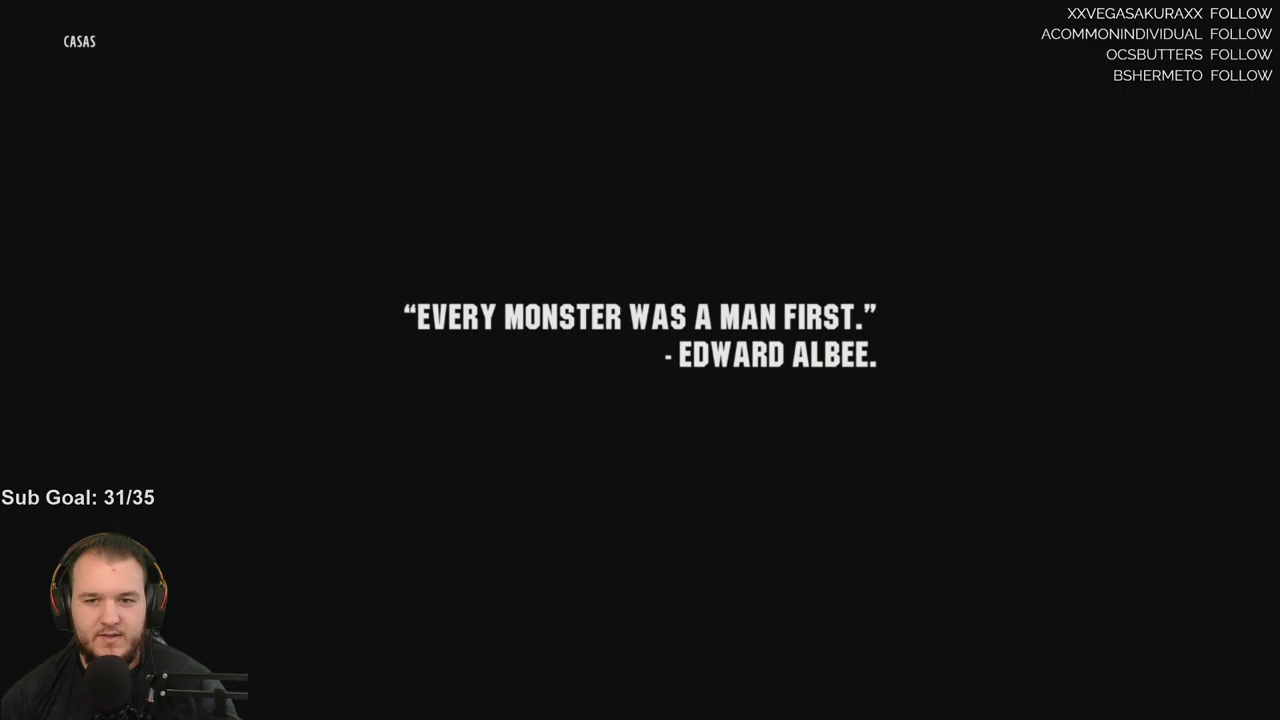 CASAS
XXVEGASAKURAXX FOLLOW
ACOMMONINDIVIDUAL FOLLOW
OCSBUTTERS FOLLOW
BSHERMETO FOLLOW
“EVERY MONSTER WAS A MAN FIRST.”
- EDWARD ALBEE.
Sub Goal: 31/35